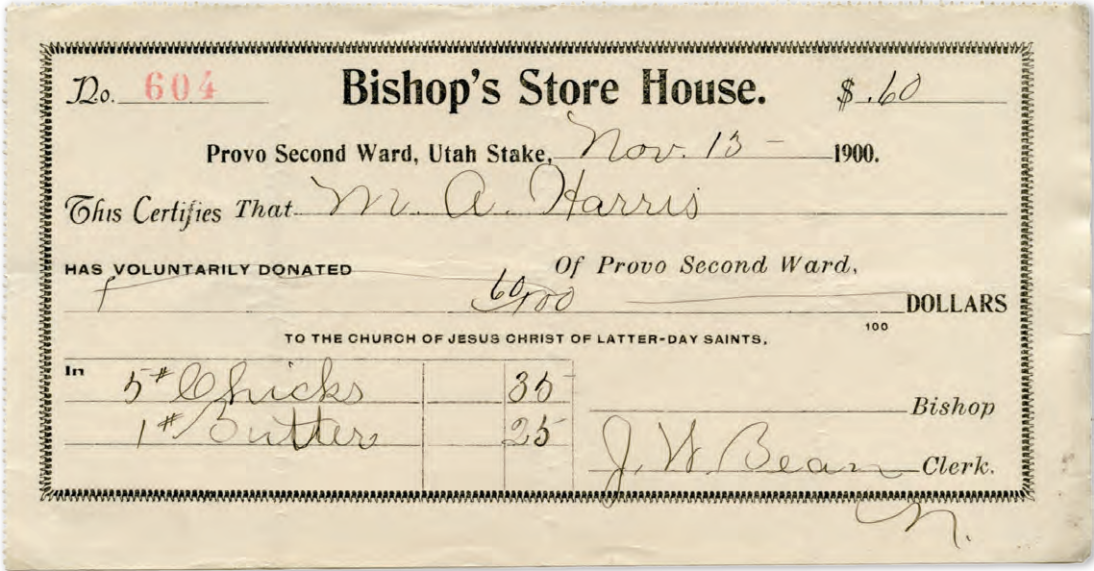 No. 604 Bishop's Store House. $ .60
Provo Second Ward, Utah Stake, Nov. 13 - 1900.
This Certifies That M. A. Harris
HAS VOLUNTARILY DONATED Of Provo Second Ward,
60/100 DOLLARS
100
TO THE CHURCH OF JESUS CHRIST OF LATTER-DAY SAINTS,
In 5# Chicks 35
Bishop
1# Butter 25
J. W. Bean Clerk.